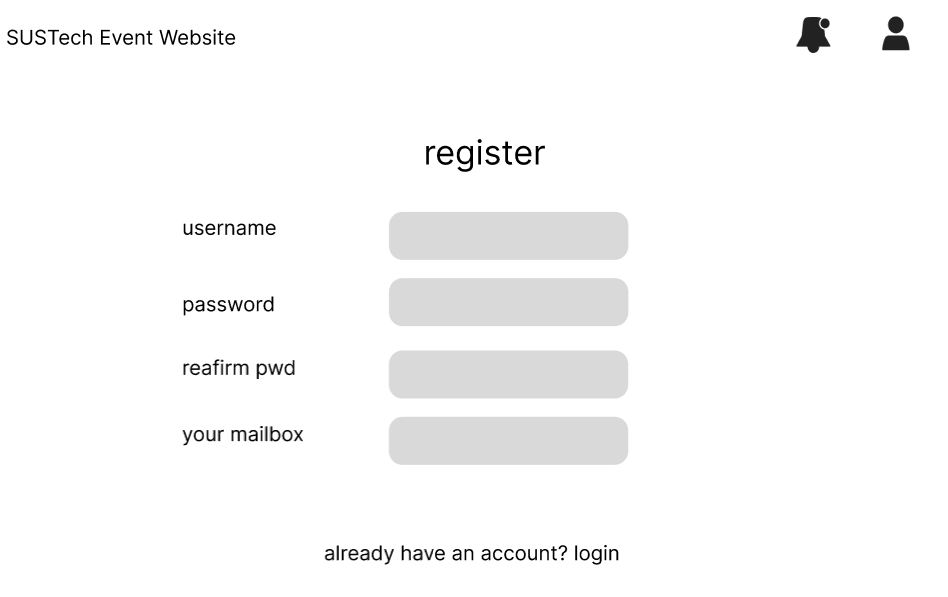 SUSTech Event Website
register
username
password
reafirm pwd
your mailbox
already have an account? login